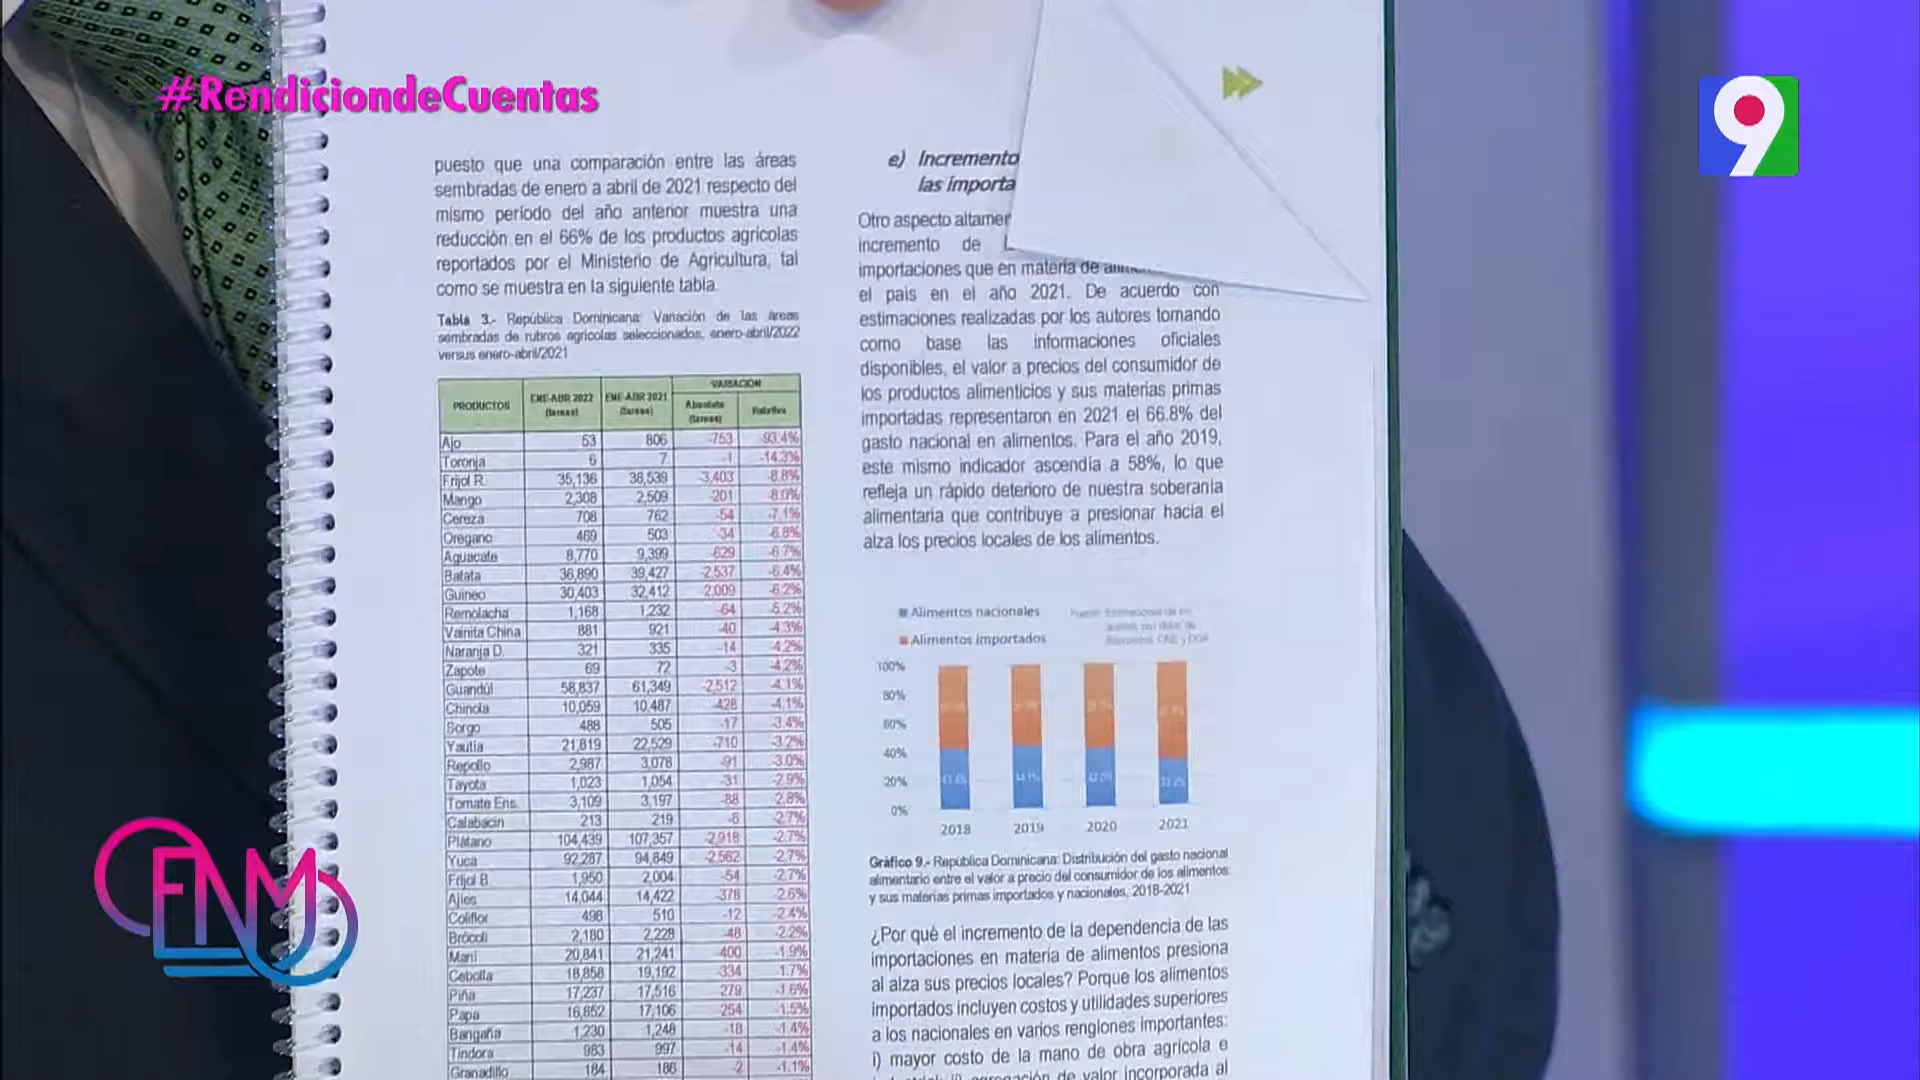 #RendiciondeCuentas
9
puesto que una comparación entre las áreas
sembradas de enero a abril de 2021 respecto del
mismo período del año anterior muestra una
reducción en el 66% de los productos agrícolas
reportados por el Ministerio de Agricultura, tal
como se muestra en la siguiente tabla.
Tabla 3.- República Dominicana: Variación de las áreas
sembradas de rubros agrícolas seleccionados, enero-abril/2022
versus enero-abril/2021
PRODUCTOS ENE-ABR 2022 (tareas) ENE-ABR 2021 (tareas) VARIACIÓN Absoluta (tareas) Relativa
Ajo 53 806 -753 -93.4%
Toronja 6 7 -1 -14.3%
Frijol R. 35,136 38,539 -3,403 -8.8%
Mango 2,308 2,509 -201 -8.0%
Cereza 708 762 -54 -7.1%
Orégano 469 503 -34 -6.8%
Aguacate 8,770 9,399 -629 -6.7%
Batata 36,890 39,427 -2,537 -6.4%
Guineo 30,403 32,412 2,009 -6.2%
Remolacha 1,168 1,232 -64 -5.2%
Vainita China 881 921 -40 -4.3%
Naranja D. 321 335 -14 -4.2%
Zapote 69 72 -3 -4.2%
Guandúl 58,837 61,349 -2,512 -4.1%
Chinola 10,059 10,487 -428 -4.1%
Sorgo 488 505 -17 -3.4%
Yautía 21,819 22,529 -710 -3.2%
Repollo 2,987 3,078 -91 -3.0%
Tayota 1,023 1,054 -31 -2.9%
Tomate Ens. 3,109 3,197 -88 -2.8%
Calabacín 213 219 -6 -2.7%
Plátano 104,439 107,357 -2,918 -2.7%
Yuca 92,287 94,849 -2,562 -2.7%
Frijol B. 1,950 2,004 -54 -2.7%
Ajíes 14,044 14,422 -378 -2.6%
Coliflor 498 510 -12 -2.4%
Brócoli 2,180 2,228 -48 -2.2%
Maní 20,841 21,241 -400 -1.9%
Cebolla 18,858 19,192 -334 -1.7%
Piña 17,237 17,516 279 -1.6%
Papa 16,852 17,106 254 -1.5%
Bangaña 1,230 1,248 -18 -1.4%
Tindora 983 997 -14 -1.4%
Granadillo 184 186 -2 -1.1%
e) Incremento
las importa
Otro aspecto altamen
incremento de
importaciones que en materia de
el país en el año 2021. De acuerdo con
estimaciones realizadas por los autores tomando
como base las informaciones oficiales
disponibles, el valor a precios del consumidor de
los productos alimenticios y sus materias primas
importadas representaron en 2021 el 66.8% del
gasto nacional en alimentos. Para el año 2019,
este mismo indicador ascendía a 58%, lo que
refleja un rápido deterioro de nuestra soberanía
alimentaria que contribuye a presionar hacia el
alza los precios locales de los alimentos.
Alimentos nacionales
Alimentos importados
100%
80%
60%
40%
20%
0%
2018 2019 2020 2021
Gráfico 9.- República Dominicana: Distribución del gasto nacional
alimentario entre el valor a precio del consumidor de los alimentos
y sus materias primas importados y nacionales, 2018-2021
¿Por qué el incremento de la dependencia de las
importaciones en materia de alimentos presiona
al alza sus precios locales? Porque los alimentos
importados incluyen costos y utilidades superiores
a los nacionales en varios renglones importantes:
i) mayor costo de la mano de obra agrícola e
de valor incorporada al
ENM